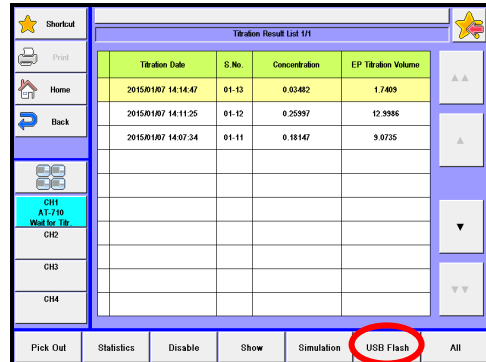 Shortcut
Print
Home
Back
CH1
AT-710
Wait for Titr.
CH2
CH3
CH4
Titration Result List 1/1
Titration Date S.No. Concentration EP Titration Volume
2015/01/07 14:14:47 01-13 0.03482 1.7409
2015/01/07 14:11:25 01-12 0.25997 12.9986
2015/01/07 14:07:34 01-11 0.18147 9.0735
Pick Out Statistics Disable Show Simulation USB Flash All